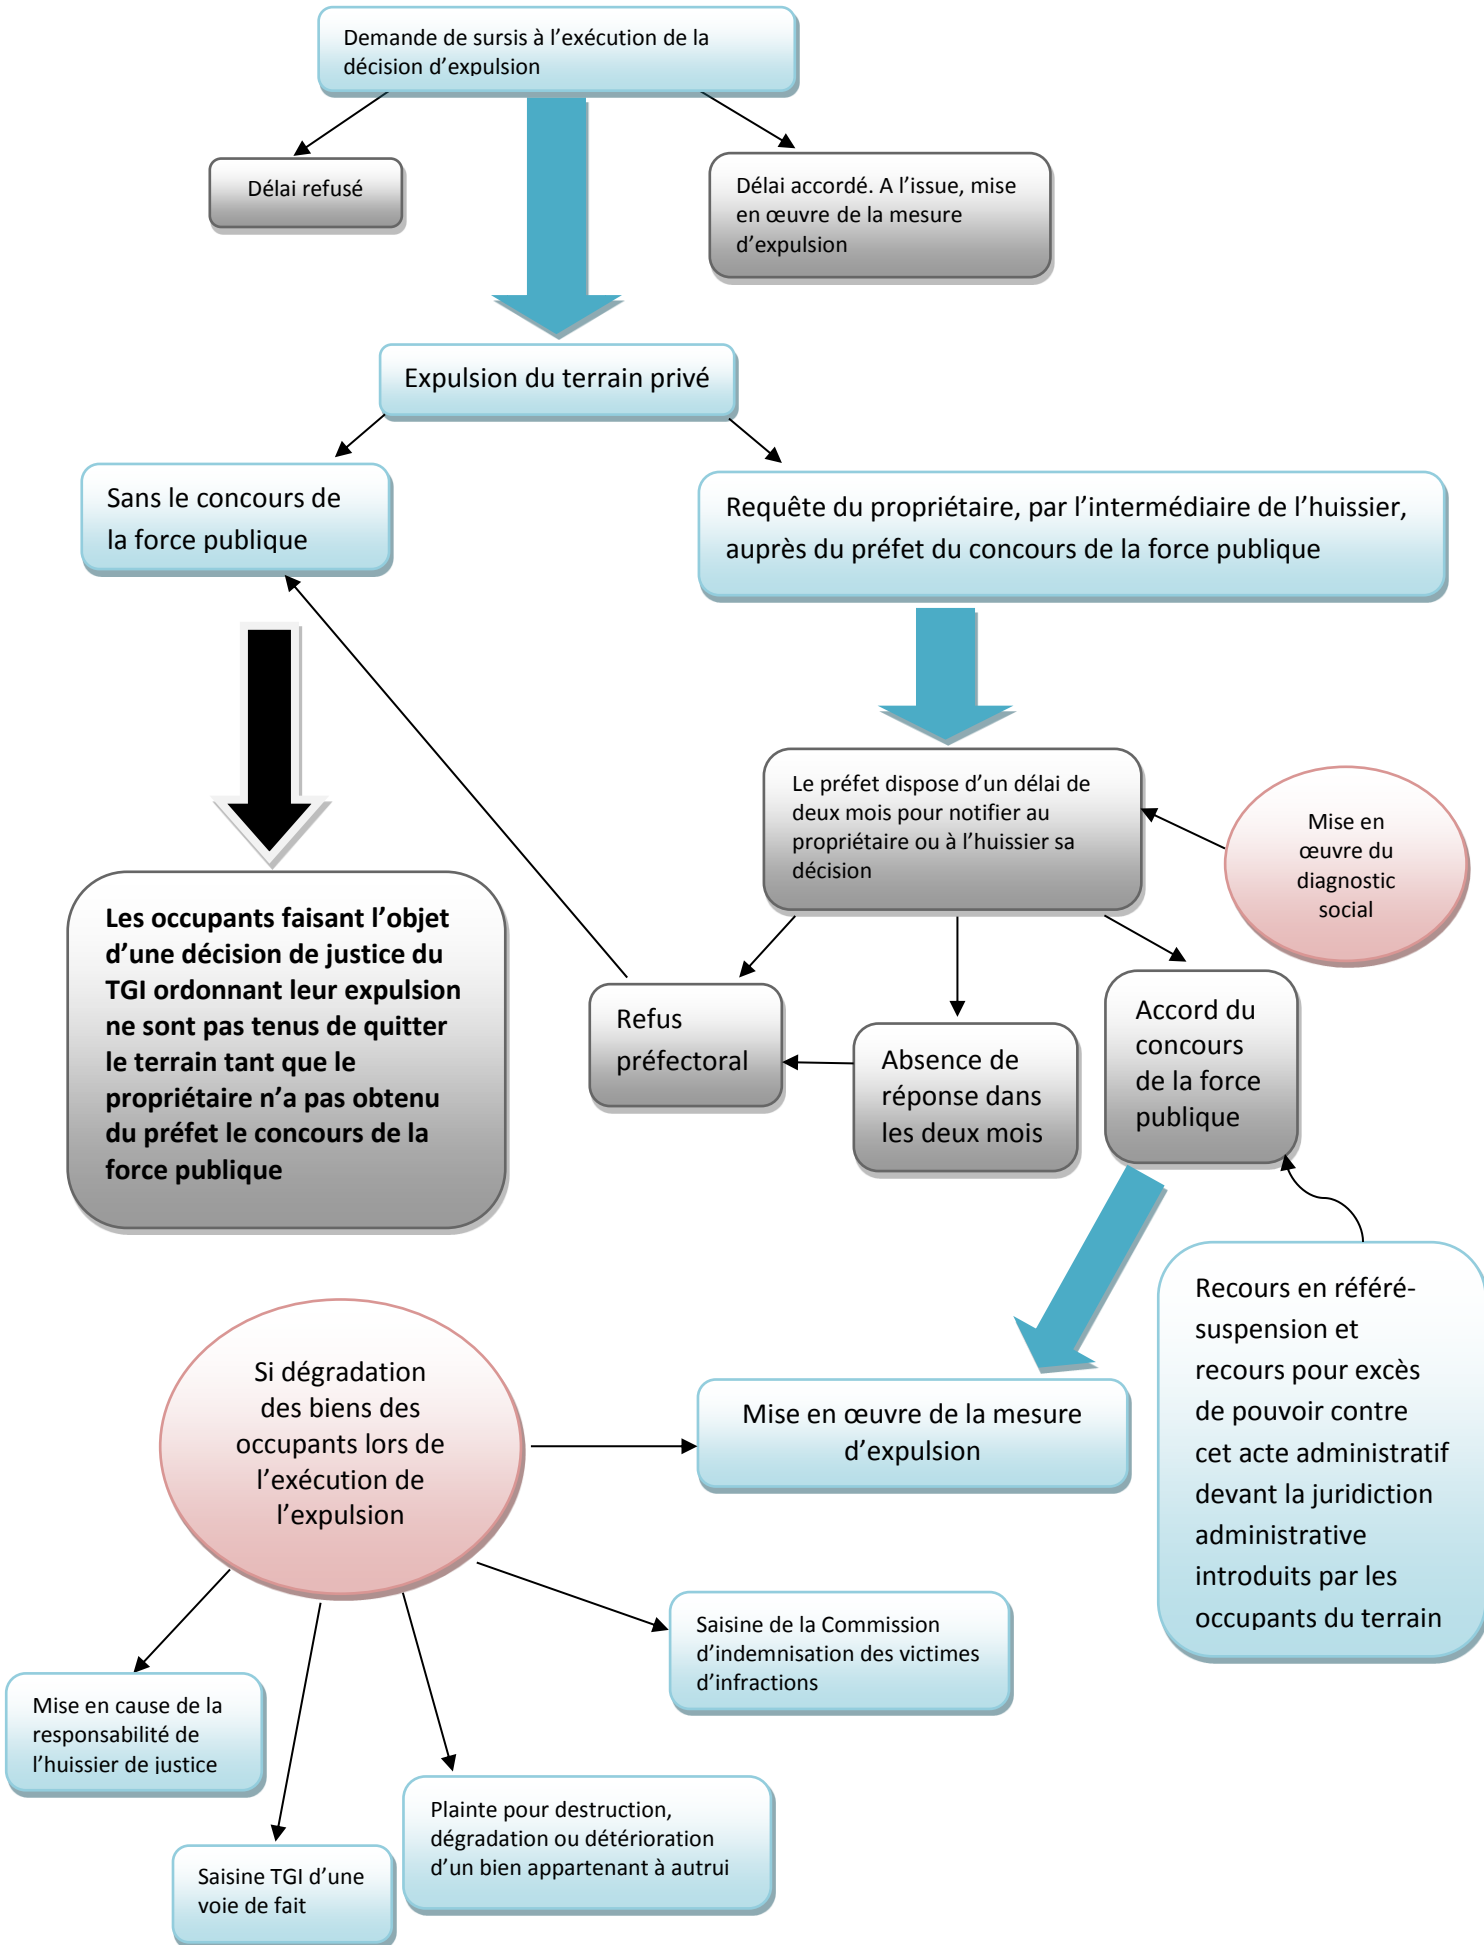 Demande de sursis à l’exécution de la
décision d’expulsion
Délai refusé
Délai accordé. A l’issue, mise
en œuvre de la mesure
d’expulsion
Expulsion du terrain privé
Sans le concours de
la force publique
Requête du propriétaire, par l’intermédiaire de l’huissier,
auprès du préfet du concours de la force publique
Le préfet dispose d’un délai de
deux mois pour notifier au
propriétaire ou à l’huissier sa
décision
Mise en
œuvre du
diagnostic
social
Les occupants faisant l’objet
d’une décision de justice du
TGI ordonnant leur expulsion
ne sont pas tenus de quitter
le terrain tant que le
propriétaire n’a pas obtenu
du préfet le concours de la
force publique
Refus
préfectoral
Absence de
réponse dans
les deux mois
Accord du
concours
de la force
publique
Recours en référé-
suspension et
recours pour excès
de pouvoir contre
cet acte administratif
devant la juridiction
administrative
introduits par les
occupants du terrain
Si dégradation
des biens des
occupants lors de
l’exécution de
l’expulsion
Mise en œuvre de la mesure
d’expulsion
Saisine de la Commission
d’indemnisation des victimes
d’infractions
Mise en cause de la
responsabilité de
l’huissier de justice
Plainte pour destruction,
dégradation ou détérioration
d’un bien appartenant à autrui
Saisine TGI d’une
voie de fait